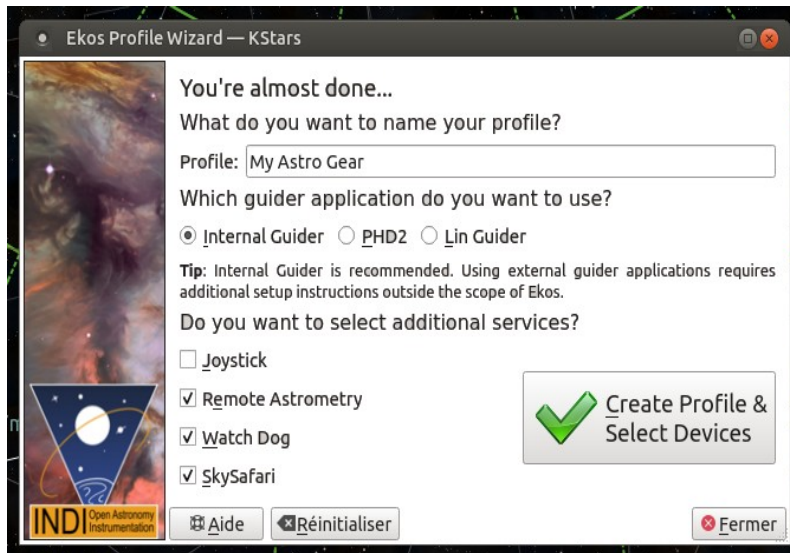 Ekos Profile Wizard — KStars
You're almost done...
What do you want to name your profile?
Profile: My Astro Gear
Which guider application do you want to use?
Internal Guider PHD2 Lin Guider
Tip: Internal Guider is recommended. Using external guider applications requires
additional setup instructions outside the scope of Ekos.
Do you want to select additional services?
Joystick
Remote Astrometry
Watch Dog
SkySafari
Create Profile &
Select Devices
INDI Open Astronomy
Instrumentation
Aide Réinitialiser Fermer